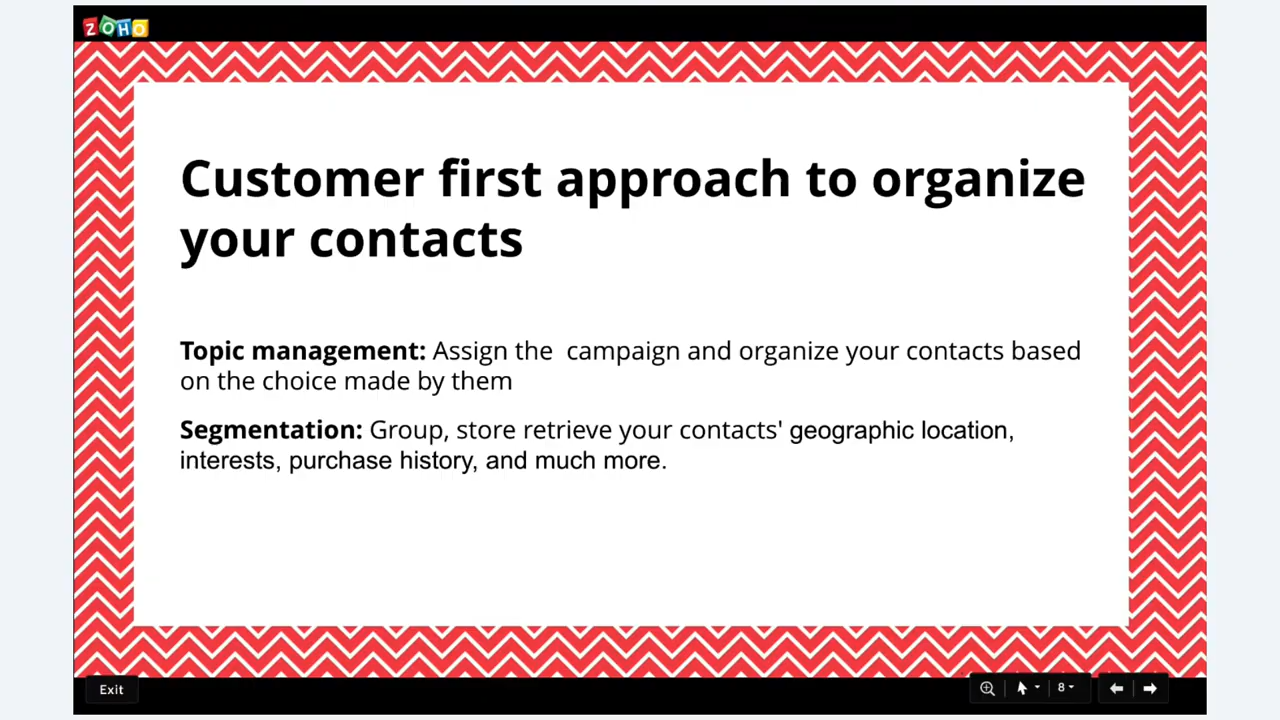 ZOHO
Customer first approach to organize
your contacts
Topic management: Assign the  campaign and organize your contacts based
on the choice made by them
Segmentation: Group, store retrieve your contacts' geographic location,
interests, purchase history, and much more.
Exit
8